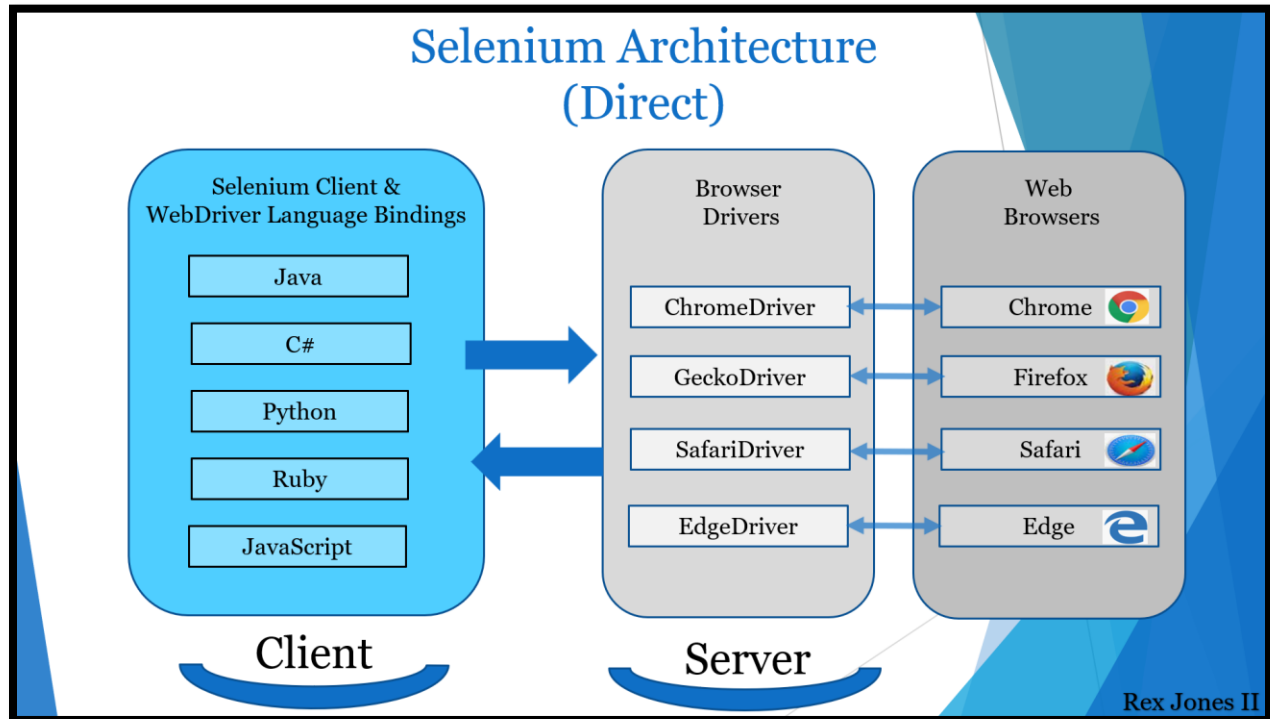 Selenium Architecture
(Direct)
Selenium Client &
WebDriver Language Bindings
Java
C#
Python
Ruby
JavaScript
Client
Browser
Drivers
ChromeDriver
GeckoDriver
SafariDriver
EdgeDriver
Server
Web
Browsers
Chrome
Firefox
Safari
Edge
Rex Jones II